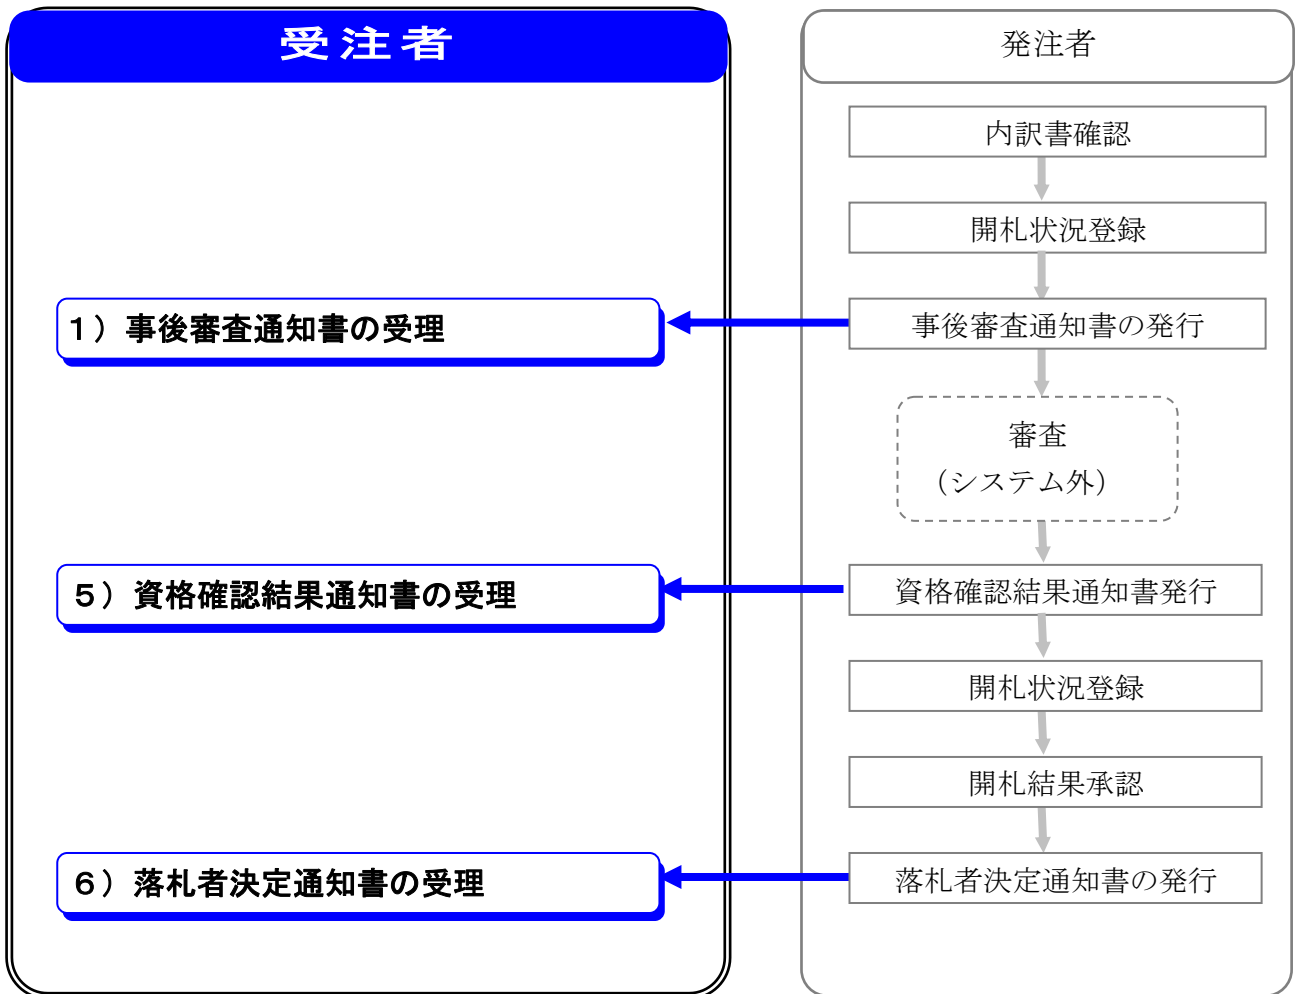 受注者
1）事後審査通知書の受理
5）資格確認結果通知書の受理
6）落札者決定通知書の受理
発注者
内訳書確認
開札状況登録
事後審査通知書の発行
審査
（システム外）
資格確認結果通知書発行
開札状況登録
開札結果承認
落札者決定通知書の発行